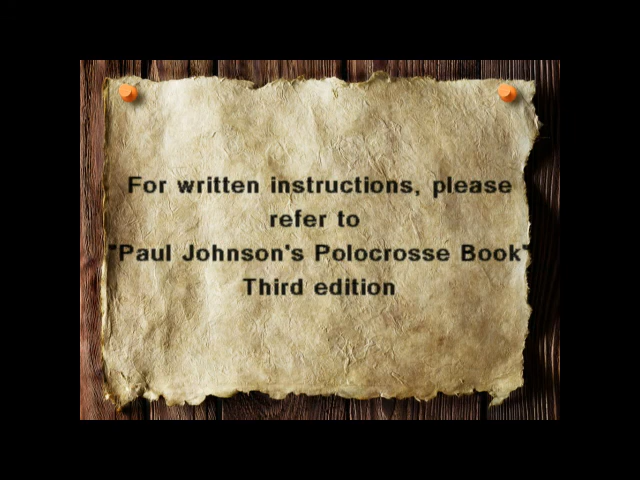 For written instructions, please
refer to
"Paul Johnson's Polocrosse Book"
Third edition